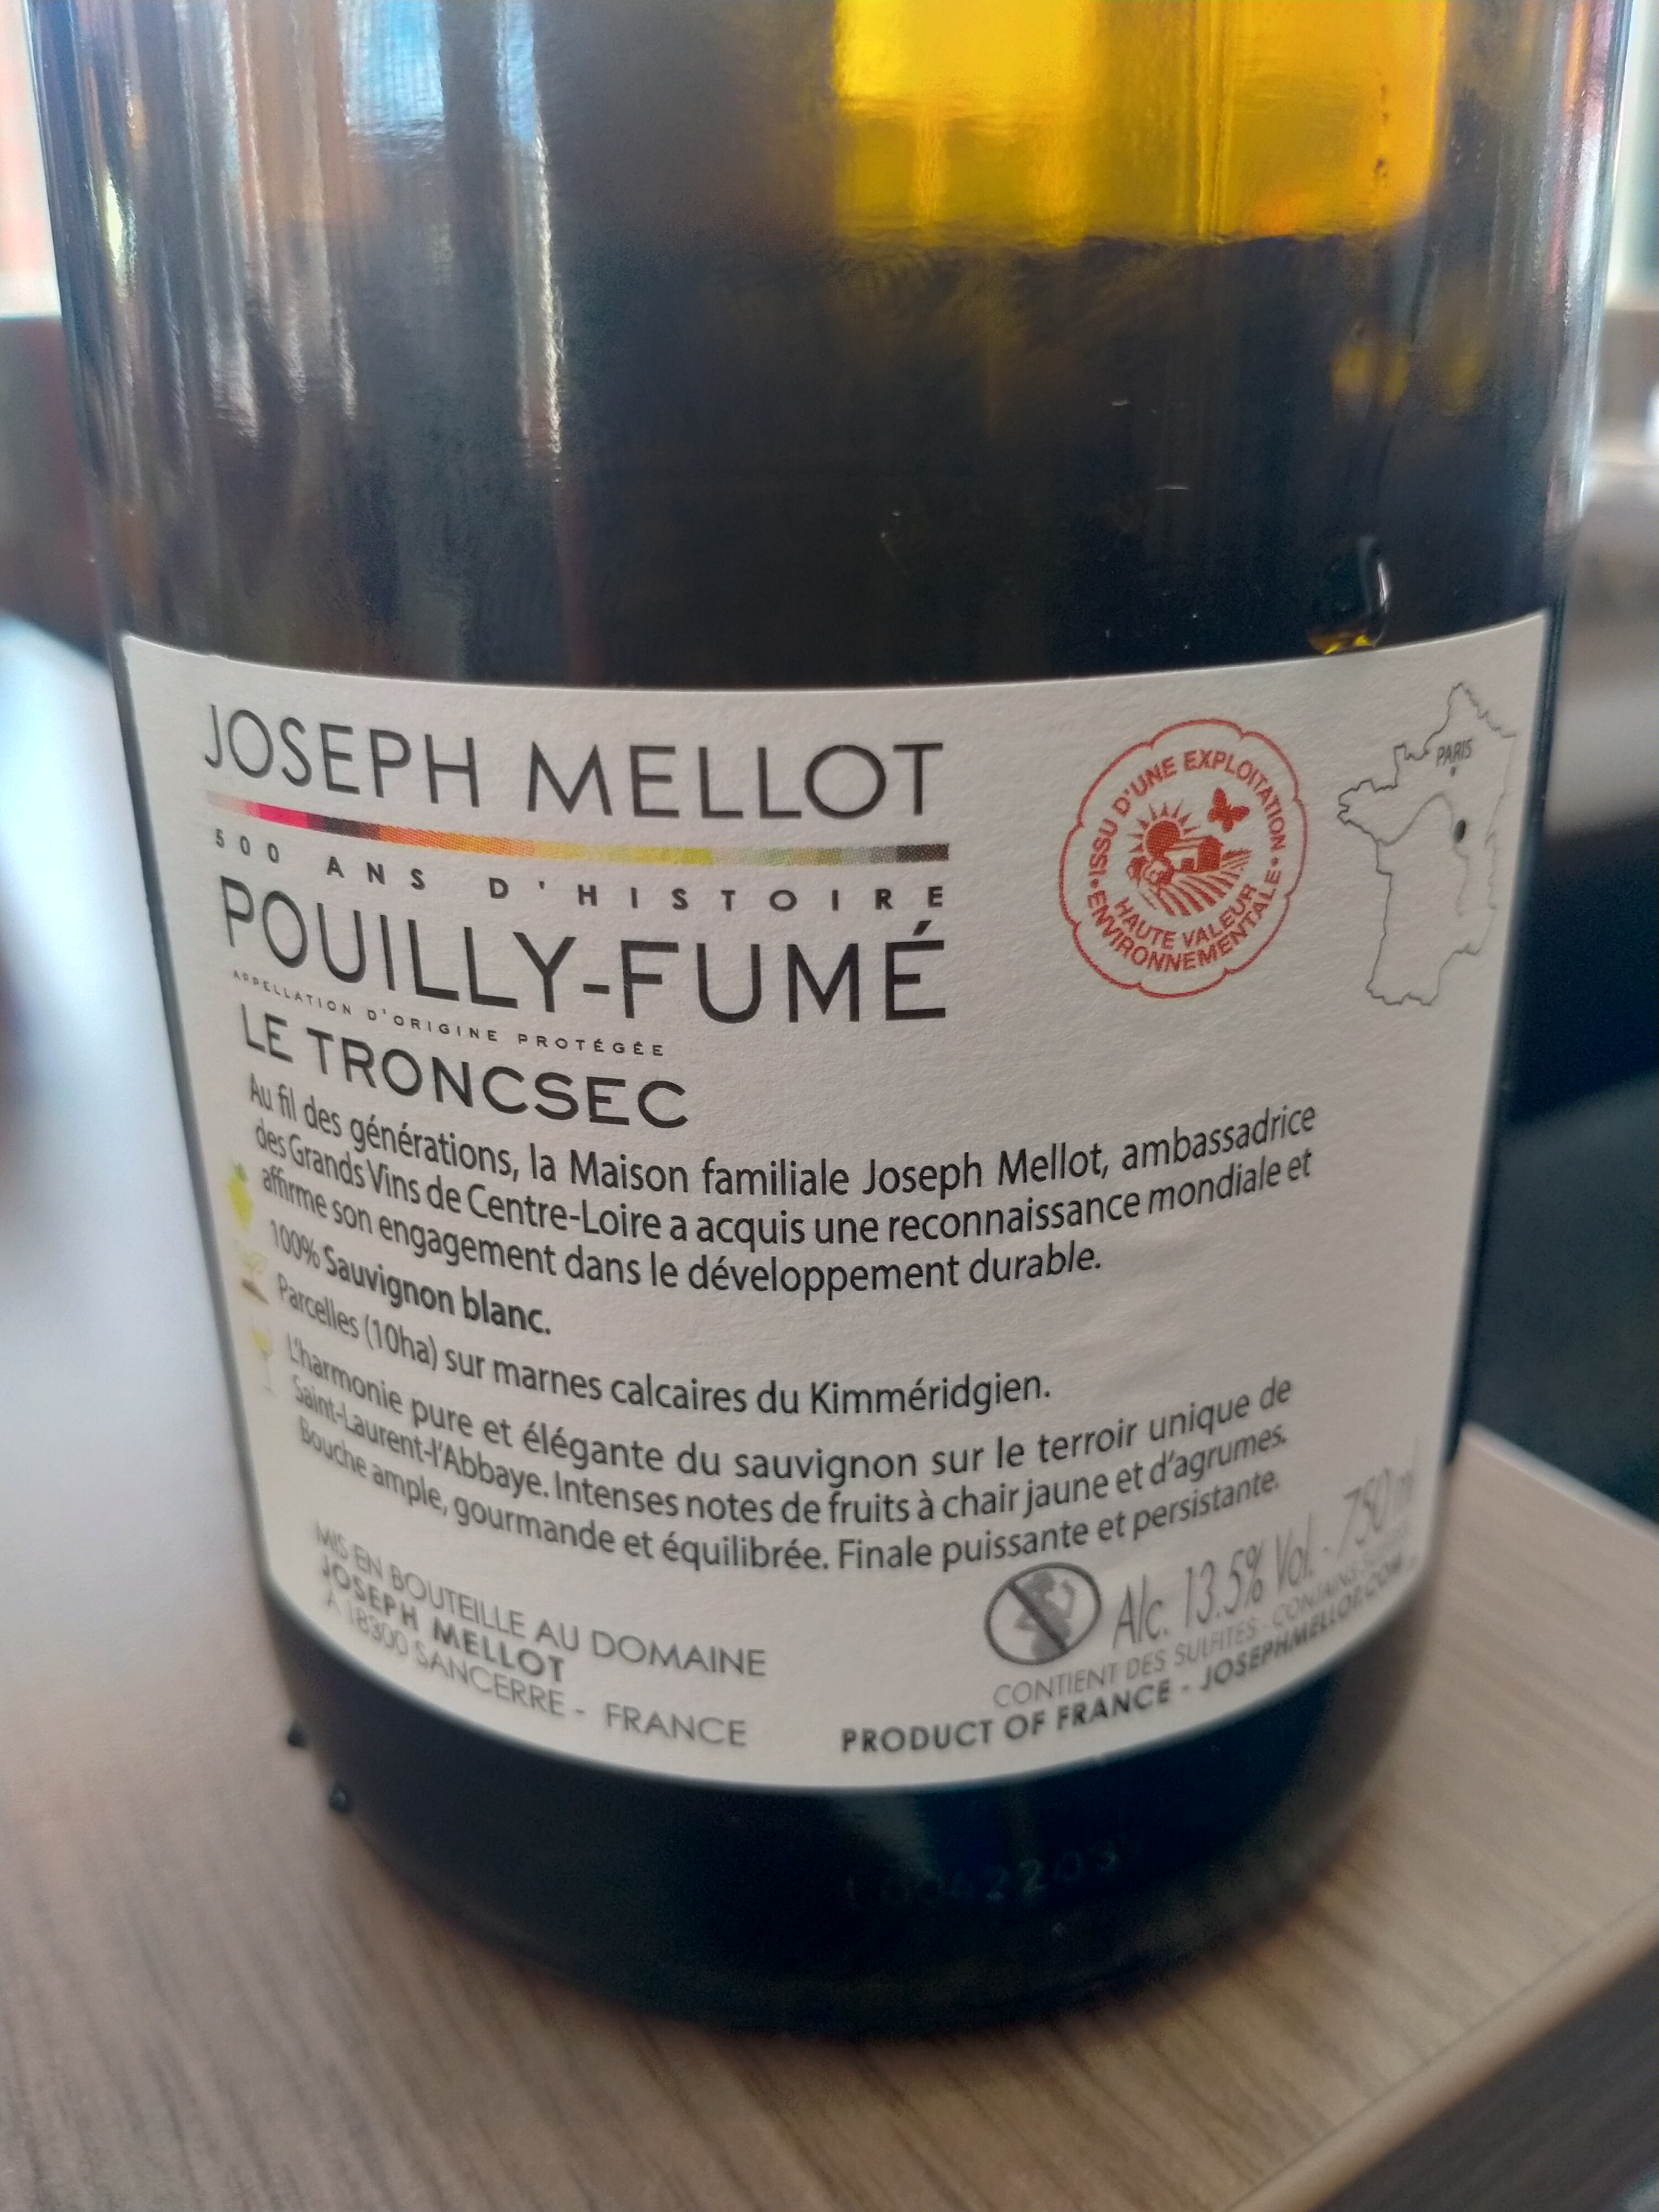 JOSEPH MELLOT
500 ANS D'HISTOIRE
POUILLY-FUMÉ
APPELLATION D'ORIGINE PROTÉGÉE
LE TRONCSEC
ISSU D'UNE EXPLOITATION
HAUTE VALEUR
ENVIRONNEMENTALE
PARIS
Au fil des générations, la Maison familiale Joseph Mellot, ambassadrice
des Grands Vins de Centre-Loire a acquis une reconnaissance mondiale et
affirme son engagement dans le développement durable.
100% Sauvignon blanc.
Parcelles (10ha) sur marnes calcaires du Kimméridgien.
L'harmonie pure et élégante du sauvignon sur le terroir unique de
Saint-Laurent-l'Abbaye. Intenses notes de fruits à chair jaune et d'agrumes.
Bouche ample, gourmande et équilibrée. Finale puissante et persistante.
MIS EN BOUTEILLE AU DOMAINE
JOSEPH MELLOT
À 18300 SANCERRE - FRANCE
Alc. 13.5% Vol. - 750 ml
CONTIENT DES SULFITES - CONTAINS SULFITES
PRODUCT OF FRANCE - JOSEPHMELLOT.COM